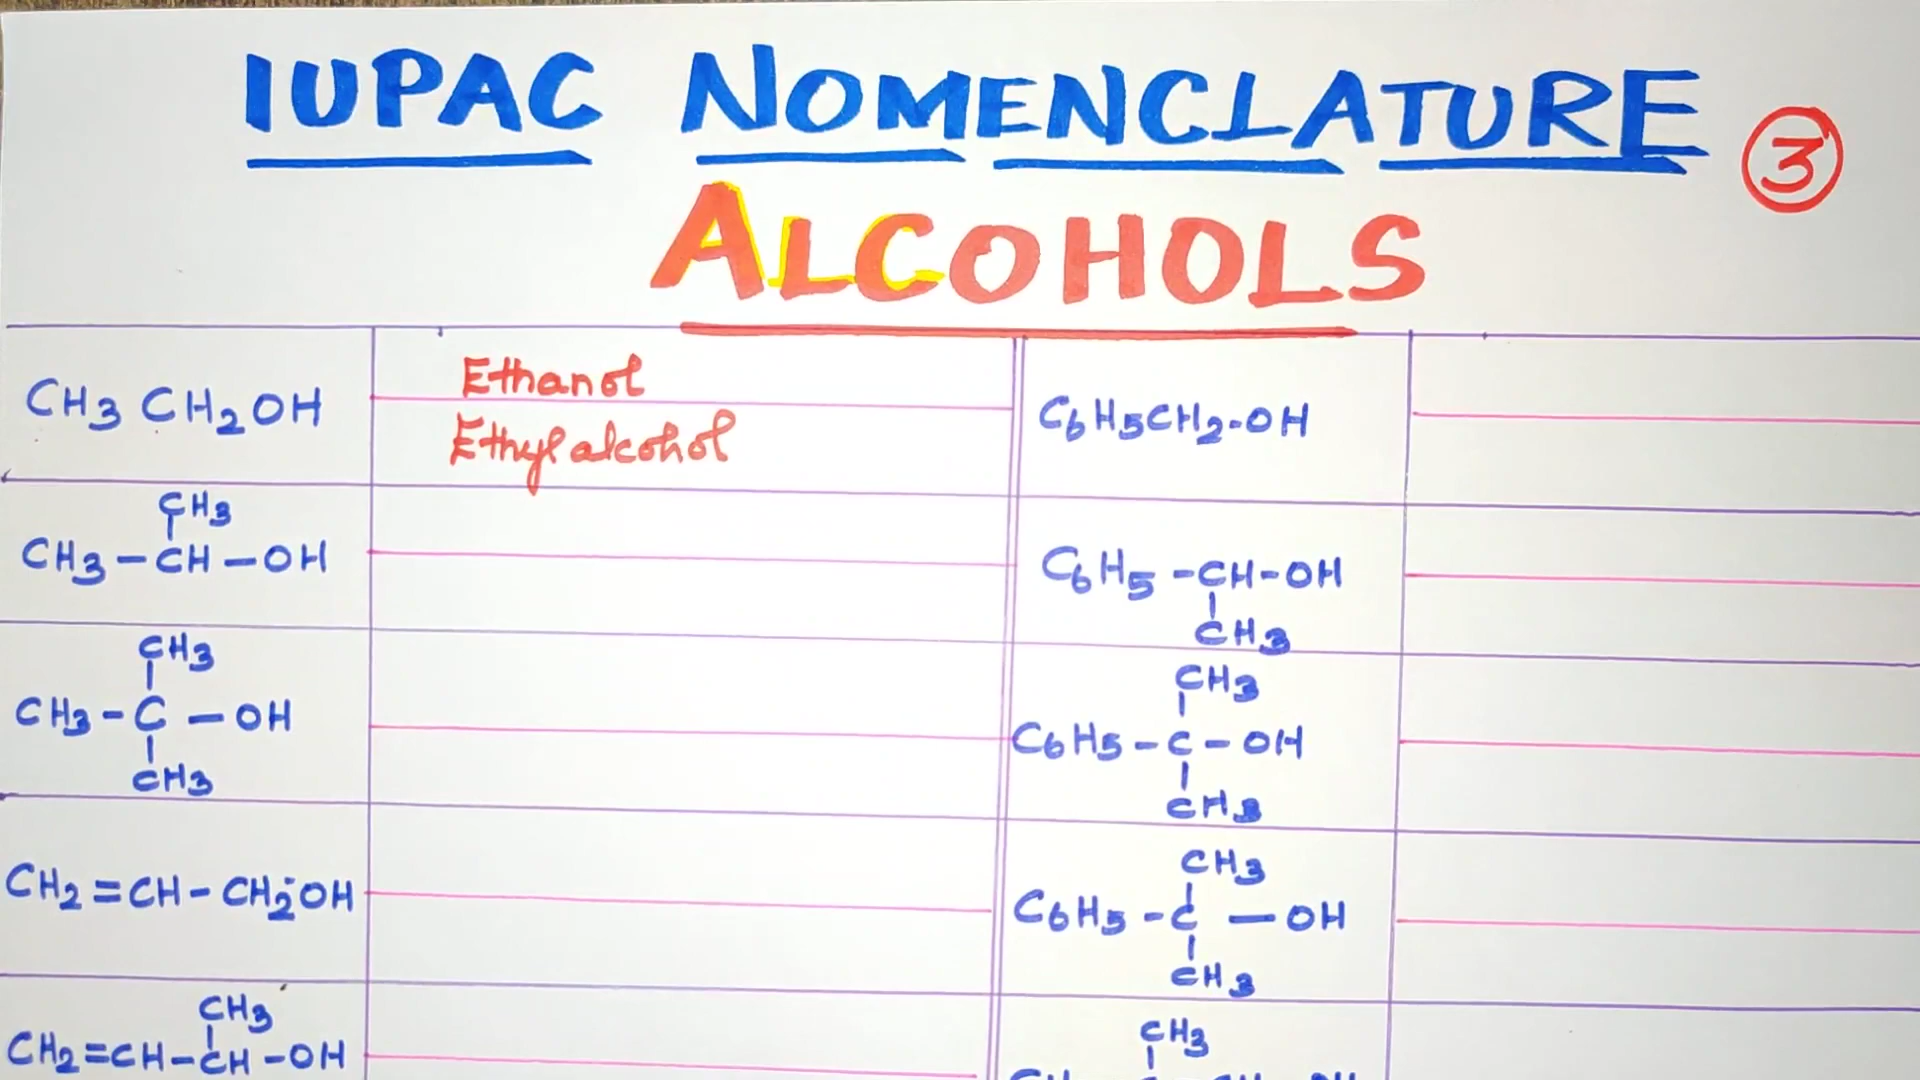 IUPAC NOMENCLATURE 3
ALCOHOLS
CH3 CH2OH
Ethanol
Ethyl alcohol
CH3
CH3-CH-OH
CH3
CH3-C-OH
CH3
CH2=CH-CH2-OH
CH3
CH2=CH-CH-OH
C6H5CH2-OH
C6H5-CH-OH
CH3
CH3
C6H5-C-OH
CH3
CH3
C6H5-C-OH
CH3
CH3